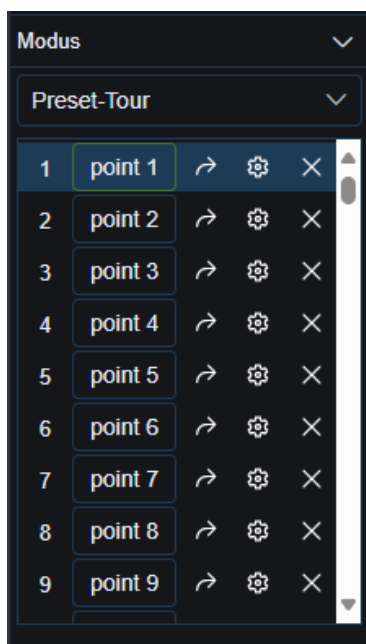 Modus
Preset-Tour
1 point 1
2 point 2
3 point 3
4 point 4
5 point 5
6 point 6
7 point 7
8 point 8
9 point 9